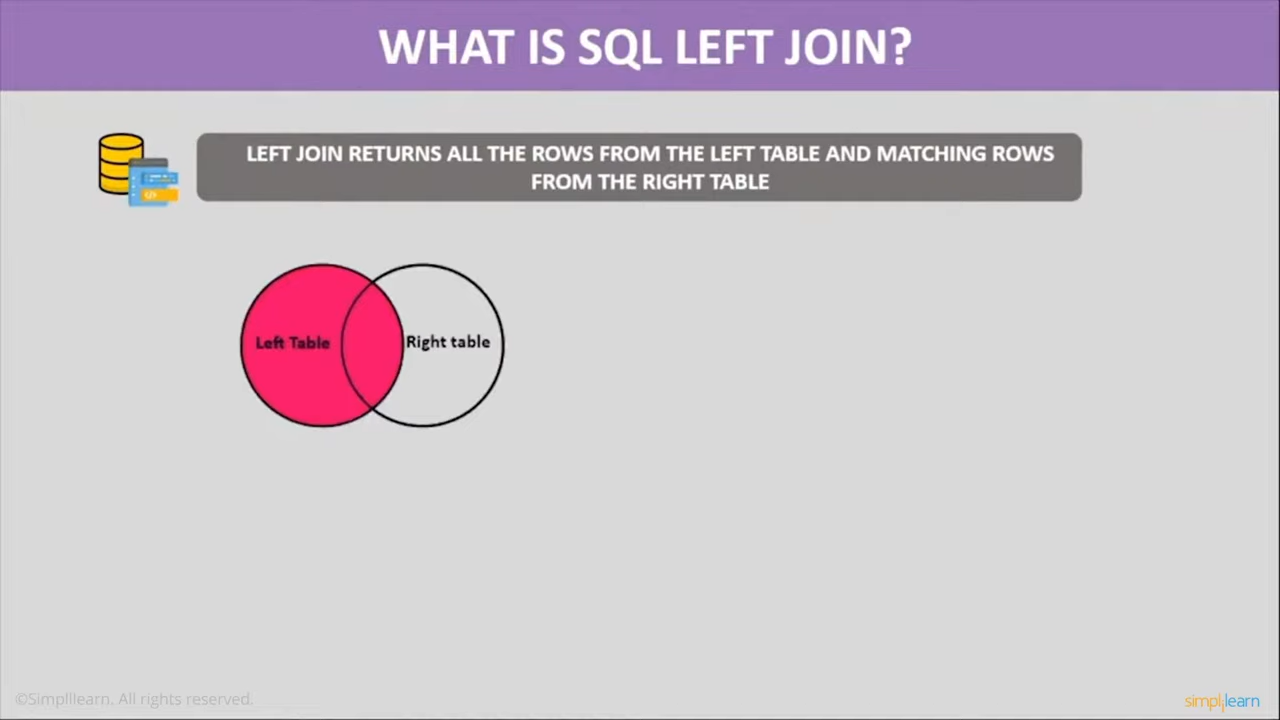 WHAT IS SQL LEFT JOIN?
LEFT JOIN RETURNS ALL THE ROWS FROM THE LEFT TABLE AND MATCHING ROWS
FROM THE RIGHT TABLE
Left Table
Right table
©Simplilearn. All rights reserved.
simplilearn